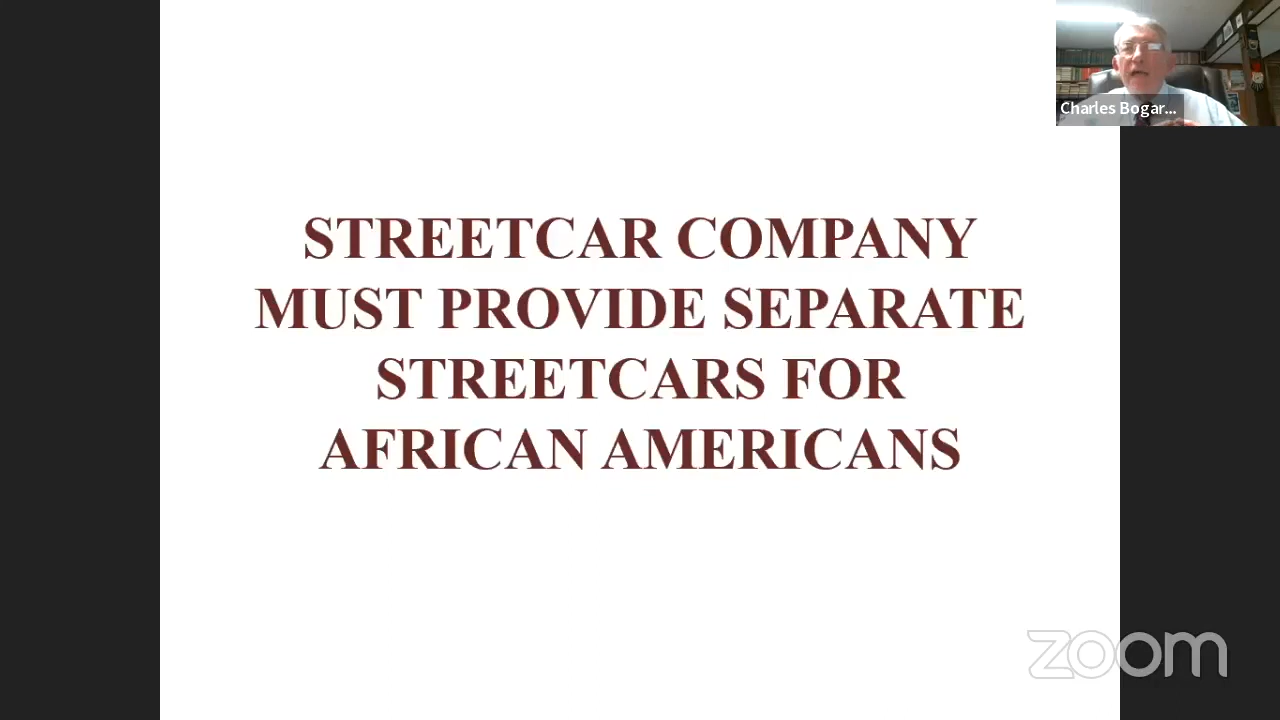 Charles Bogar...
STREETCAR COMPANY
MUST PROVIDE SEPARATE
STREETCARS FOR
AFRICAN AMERICANS
zoom